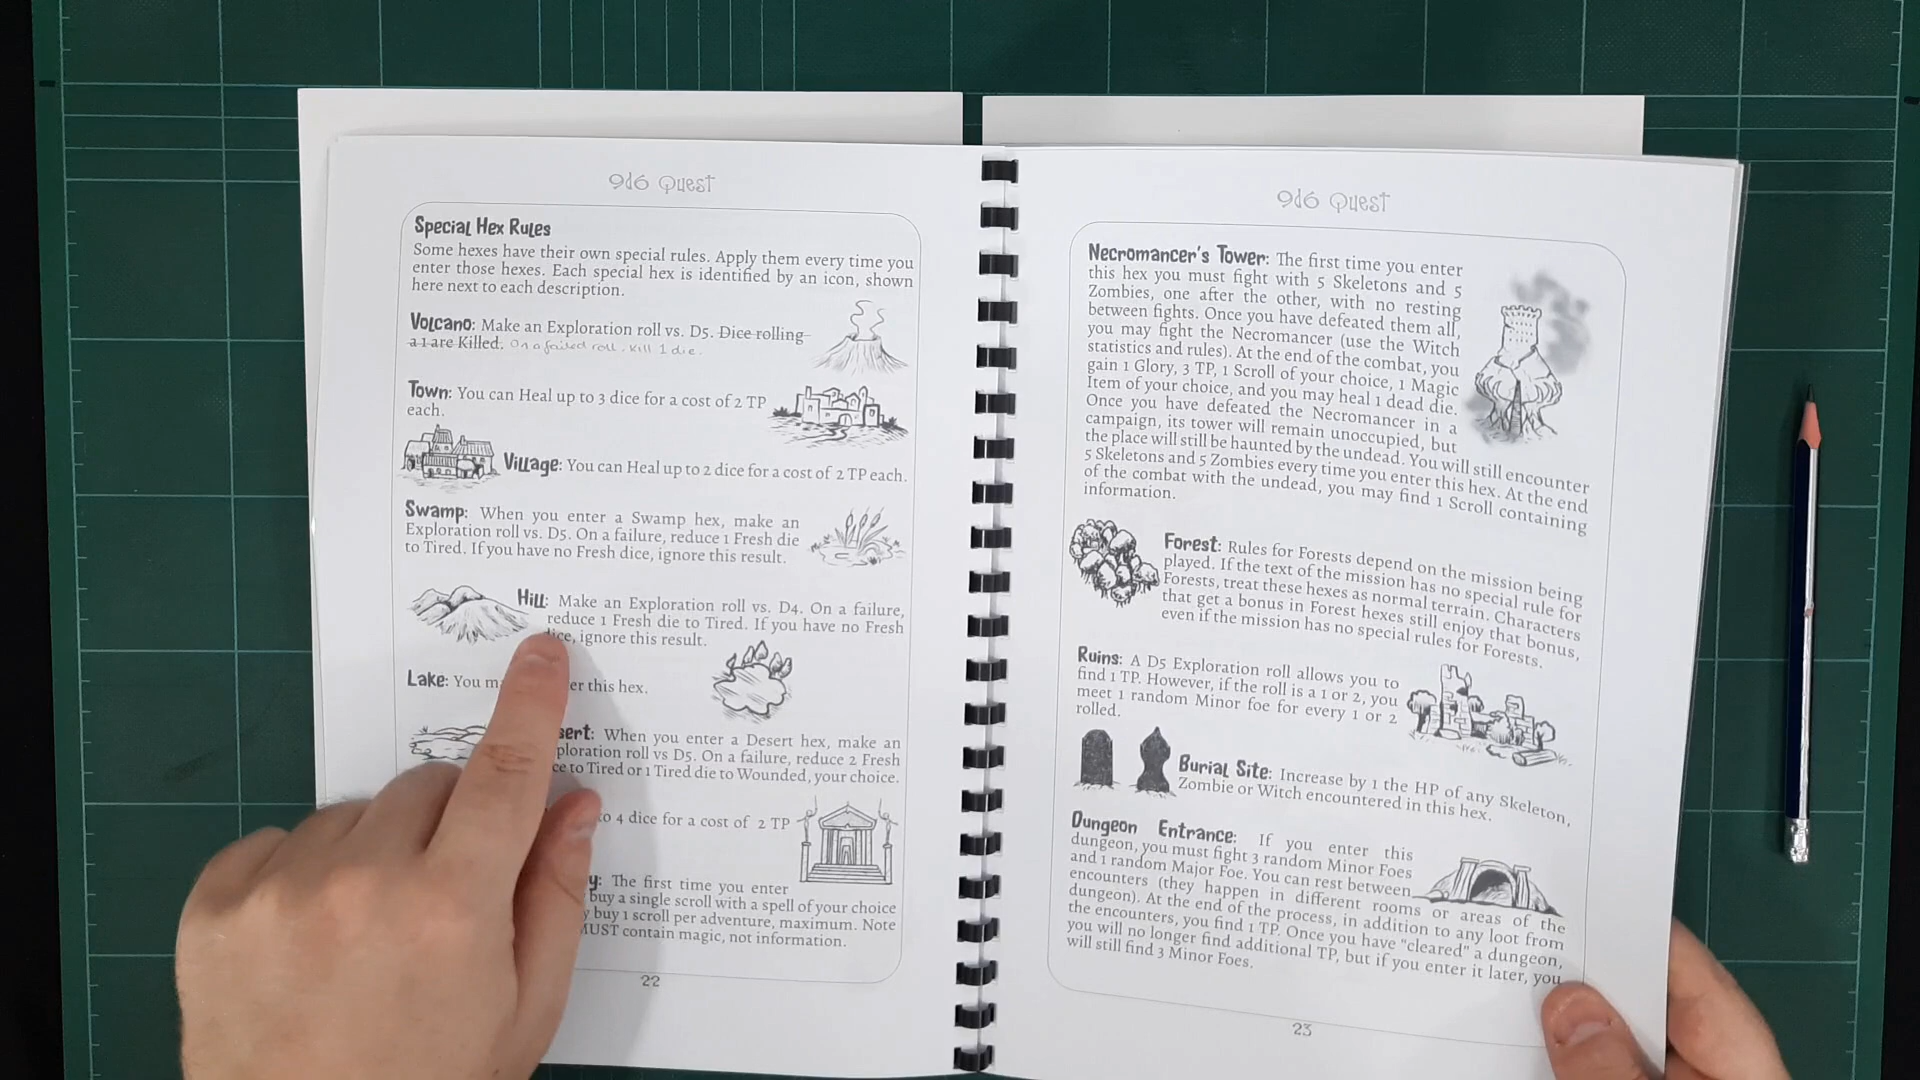 9d6 Quest
Special Hex Rules
Some hexes have their own special rules. Apply them every time you
enter those hexes. Each special hex is identified by an icon, shown
here next to each description.
Volcano: Make an Exploration roll vs. D5. Dice rolling
a 1 are Killed. On a failed roll, kill 1 die.
Town: You can Heal up to 3 dice for a cost of 2 TP
each.
Village: You can Heal up to 2 dice for a cost of 2 TP each.
Swamp: When you enter a Swamp hex, make an
Exploration roll vs. D5. On a failure, reduce 1 Fresh die
to Tired. If you have no Fresh dice, ignore this result.
Hill: Make an Exploration roll vs. D4. On a failure,
reduce 1 Fresh die to Tired. If you have no Fresh
dice, ignore this result.
Lake: You this hex.
When you enter a Desert hex, make an
roll vs D5. On a failure, reduce 2 Fresh
to Tired or 1 Tired die to Wounded, your choice.
to 4 dice for a cost of 2 TP
The first time you enter
buy a single scroll with a spell of your choice
buy 1 scroll per adventure, maximum. Note
MUST contain magic, not information.
22
9d6 Quest
Necromancer's Tower: The first time you enter
this hex you must fight with 5 Skeletons and 5
Zombies, one after the other, with no resting
between fights. Once you have defeated them all,
you may fight the Necromancer (use the Witch
statistics and rules). At the end of the combat, you
gain 1 Glory, 3 TP, 1 Scroll of your choice, 1 Magic
Item of your choice, and you may heal 1 dead die.
Once you have defeated the Necromancer in a
campaign, its tower will remain unoccupied, but
the place will still be haunted by the undead. You will still encounter
5 Skeletons and 5 Zombies every time you enter this hex. At the end
of the combat with the undead, you may find 1 Scroll containing
information.
Forest: Rules for Forests depend on the mission being
played. If the text of the mission has no special rule for
Forests, treat these hexes as normal terrain. Characters
that get a bonus in Forest hexes still enjoy that bonus,
even if the mission has no special rules for Forests.
Ruins: A D5 Exploration roll allows you to
find 1 TP. However, if the roll is a 1 or 2, you
meet 1 random Minor foe for every 1 or 2
rolled.
Burial Site: Increase by 1 the HP of any Skeleton,
Zombie or Witch encountered in this hex.
Dungeon Entrance: If you enter this
dungeon, you must fight 3 random Minor Foes
and 1 random Major Foe. You can rest between
encounters (they happen in different rooms or areas of the
dungeon). At the end of the process, in addition to any loot from
the encounters, you find 1 TP. Once you have "cleared" a dungeon,
you will no longer find additional TP, but if you enter it later, you
will still find 3 Minor Foes.
23